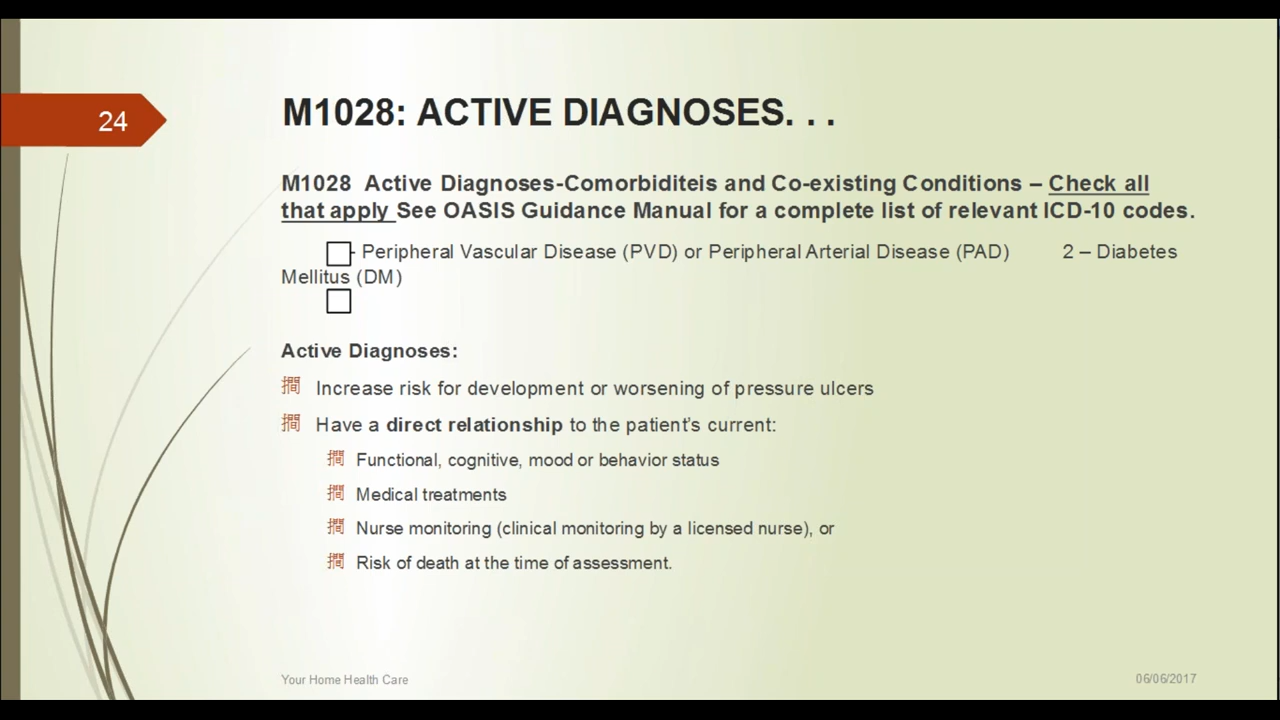 24
M1028: ACTIVE DIAGNOSES. . .
M1028 Active Diagnoses-Comorbiditeis and Co-existing Conditions – Check all
that apply See OASIS Guidance Manual for a complete list of relevant ICD-10 codes.
- Peripheral Vascular Disease (PVD) or Peripheral Arterial Disease (PAD) 2 – Diabetes
Mellitus (DM)
Active Diagnoses:
Increase risk for development or worsening of pressure ulcers
Have a direct relationship to the patient's current:
Functional, cognitive, mood or behavior status
Medical treatments
Nurse monitoring (clinical monitoring by a licensed nurse), or
Risk of death at the time of assessment.
Your Home Health Care
06/06/2017